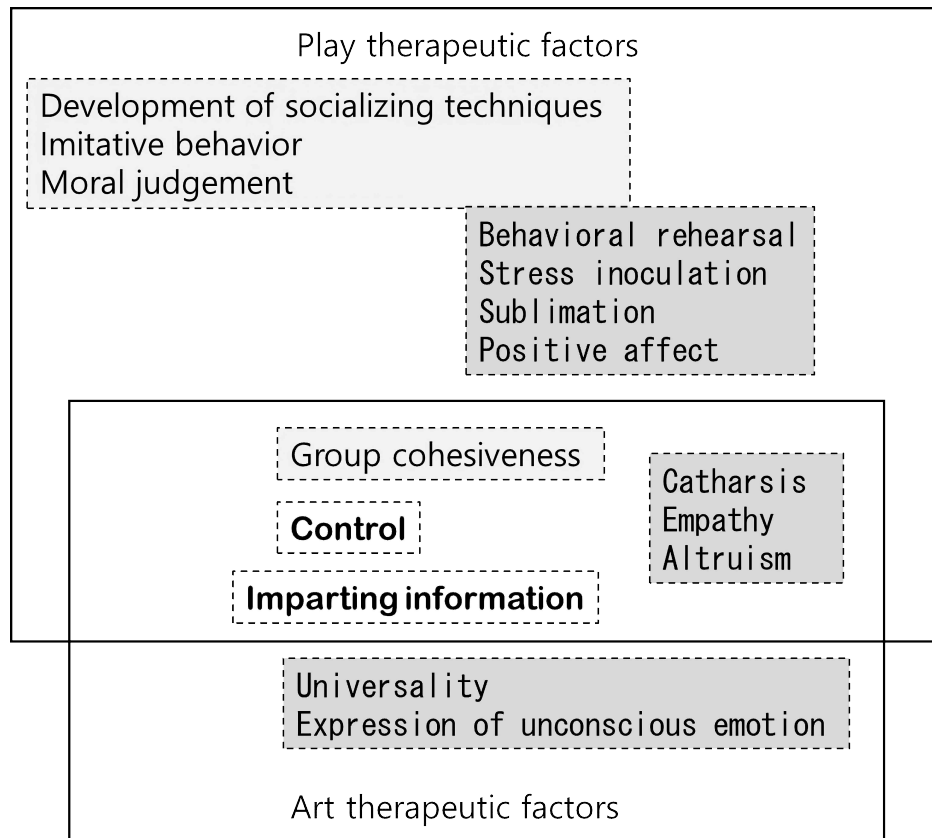 Play therapeutic factors
Development of socializing techniques
Imitative behavior
Moral judgement
Behavioral rehearsal
Stress inoculation
Sublimation
Positive affect
Group cohesiveness
Control
Imparting information
Catharsis
Empathy
Altruism
Universality
Expression of unconscious emotion
Art therapeutic factors